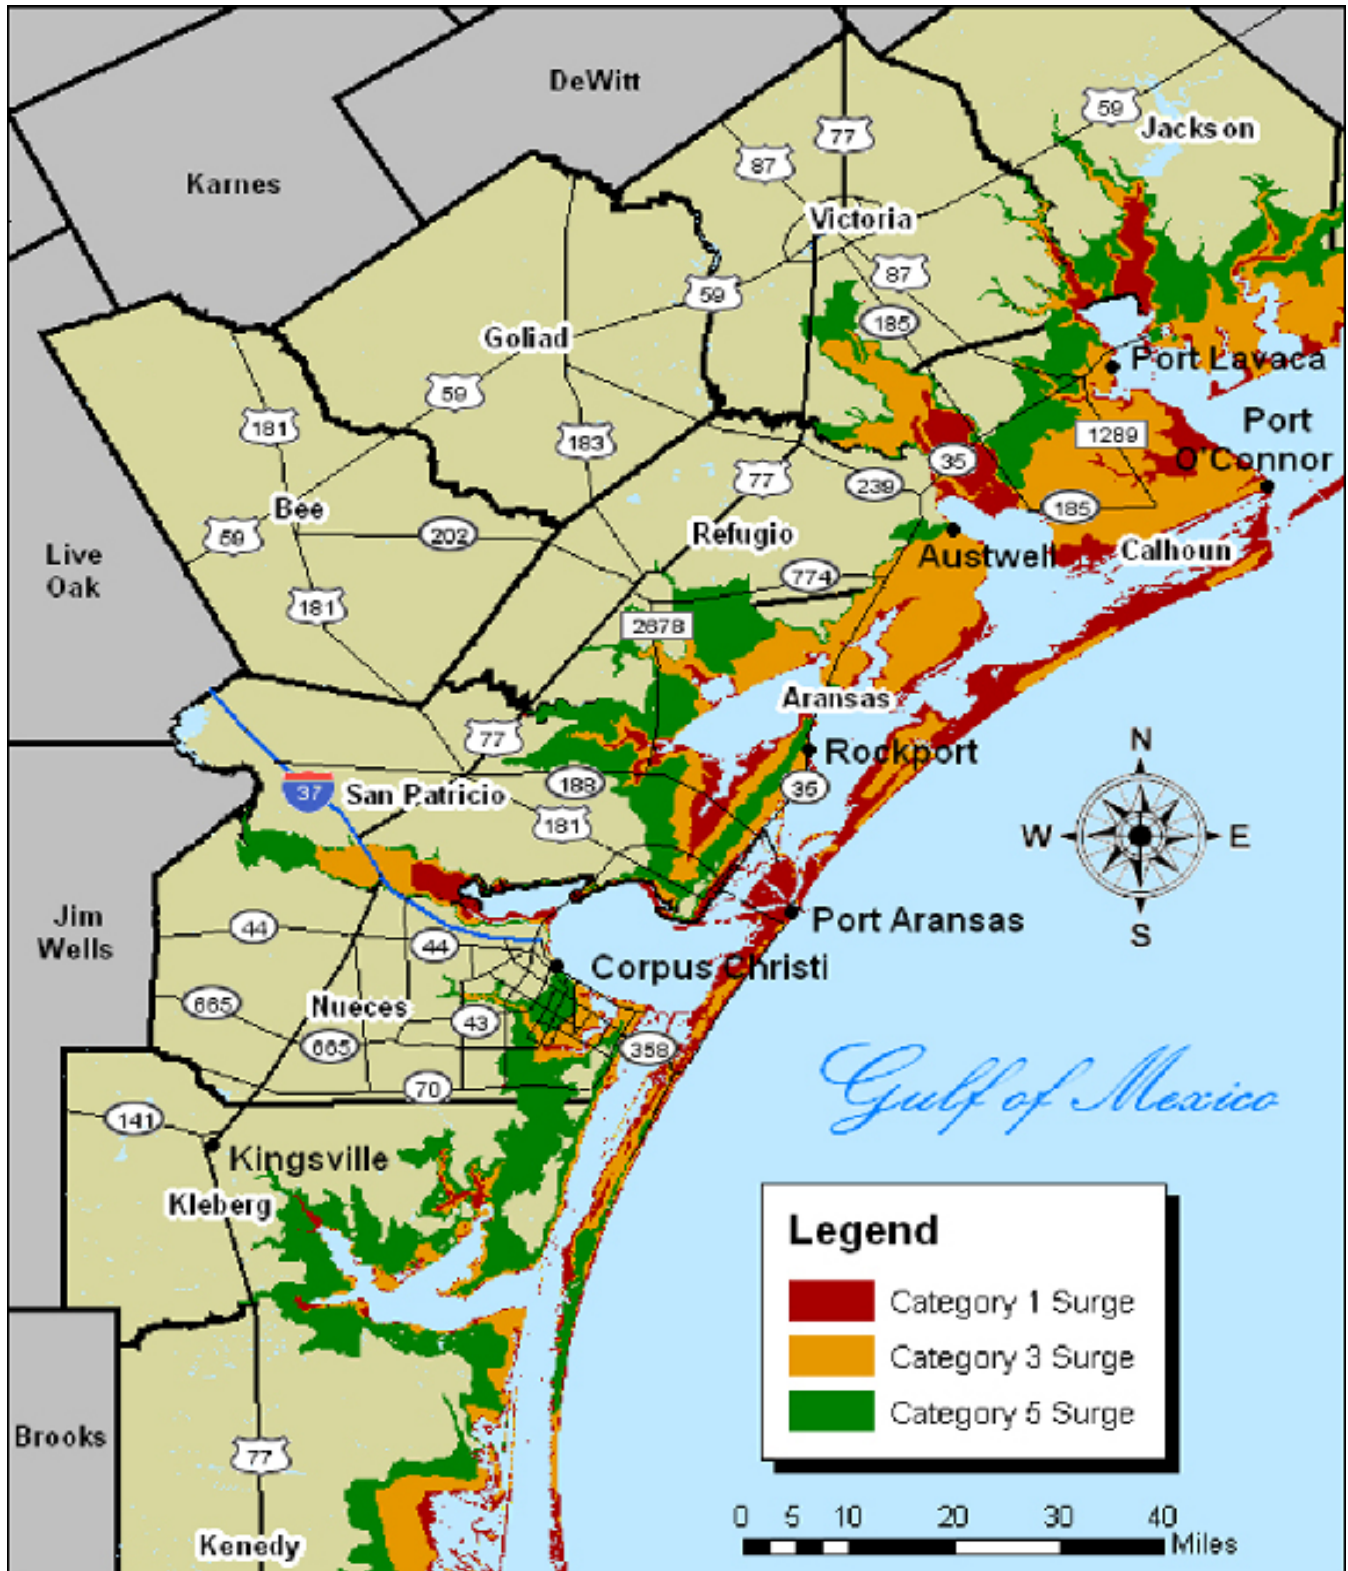 DeWitt
59
Jackson
77
87
Karnes
Victoria
87
59
185
Goliad
Port Lavaca
59
181
183
Port
O'Connor
1289
35
77
239
185
Bee
59
202
Refugio
Live
Oak
Austwell
Calhoun
774
181
2678
Aransas
77
Rockport
N
188
35
37
San Patricio
181
W
E
S
Jim
Wells
44
44
Port Aransas
Corpus Christi
665
Nueces
43
665
358
70
Gulf of Mexico
141
Kingsville
Kleberg
Legend
Category 1 Surge
Category 3 Surge
Category 5 Surge
Brooks
77
Kenedy
0 5 10 20 30 40
Miles